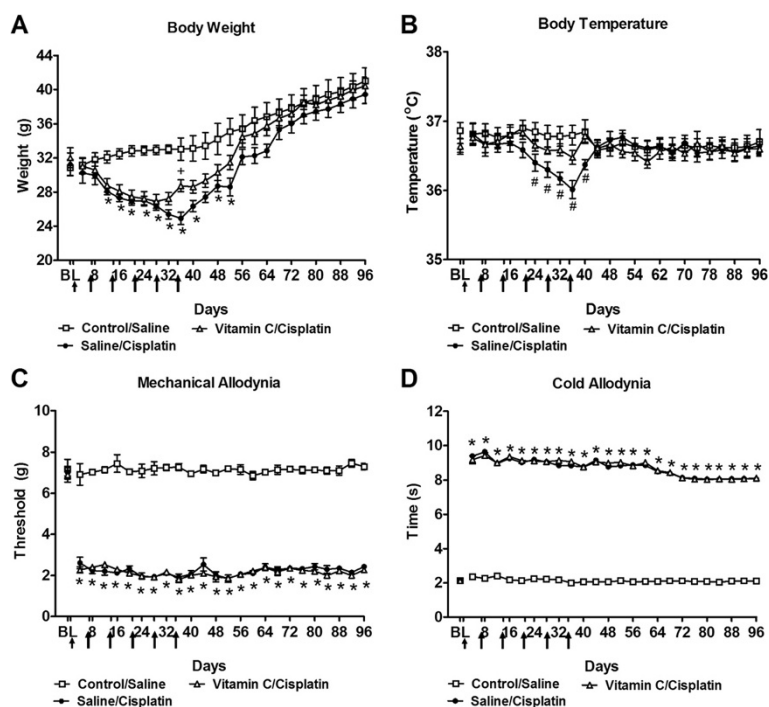 A
Body Weight
Weight (g)
44
40
36
32
28
24
20
+
* * * * * * * * * *
BL 8 16 24 32 40 48 56 64 72 80 88 96
Days
Control/Saline Vitamin C/Cisplatin
Saline/Cisplatin
B
Body Temperature
Temperature (°C)
38
37
36
35
# # # # #
BL 8 16 24 32 40 48 56 62 70 78 88 96
Days
Control/Saline Vitamin C/Cisplatin
Saline/Cisplatin
C
Mechanical Allodynia
Threshold (g)
10
8
6
4
2
0
* * * * * * * * * * * * * * * * * * * * * * * *
BL 8 16 24 32 40 48 56 64 72 80 88 96
Days
Control/Saline Vitamin C/Cisplatin
Saline/Cisplatin
D
Cold Allodynia
Time (s)
12
10
8
6
4
2
0
* * * * * * * * * * * * * * * * * * * * * * * *
BL 8 16 24 32 40 48 56 64 72 80 88 96
Days
Control/Saline Vitamin C/Cisplatin
Saline/Cisplatin